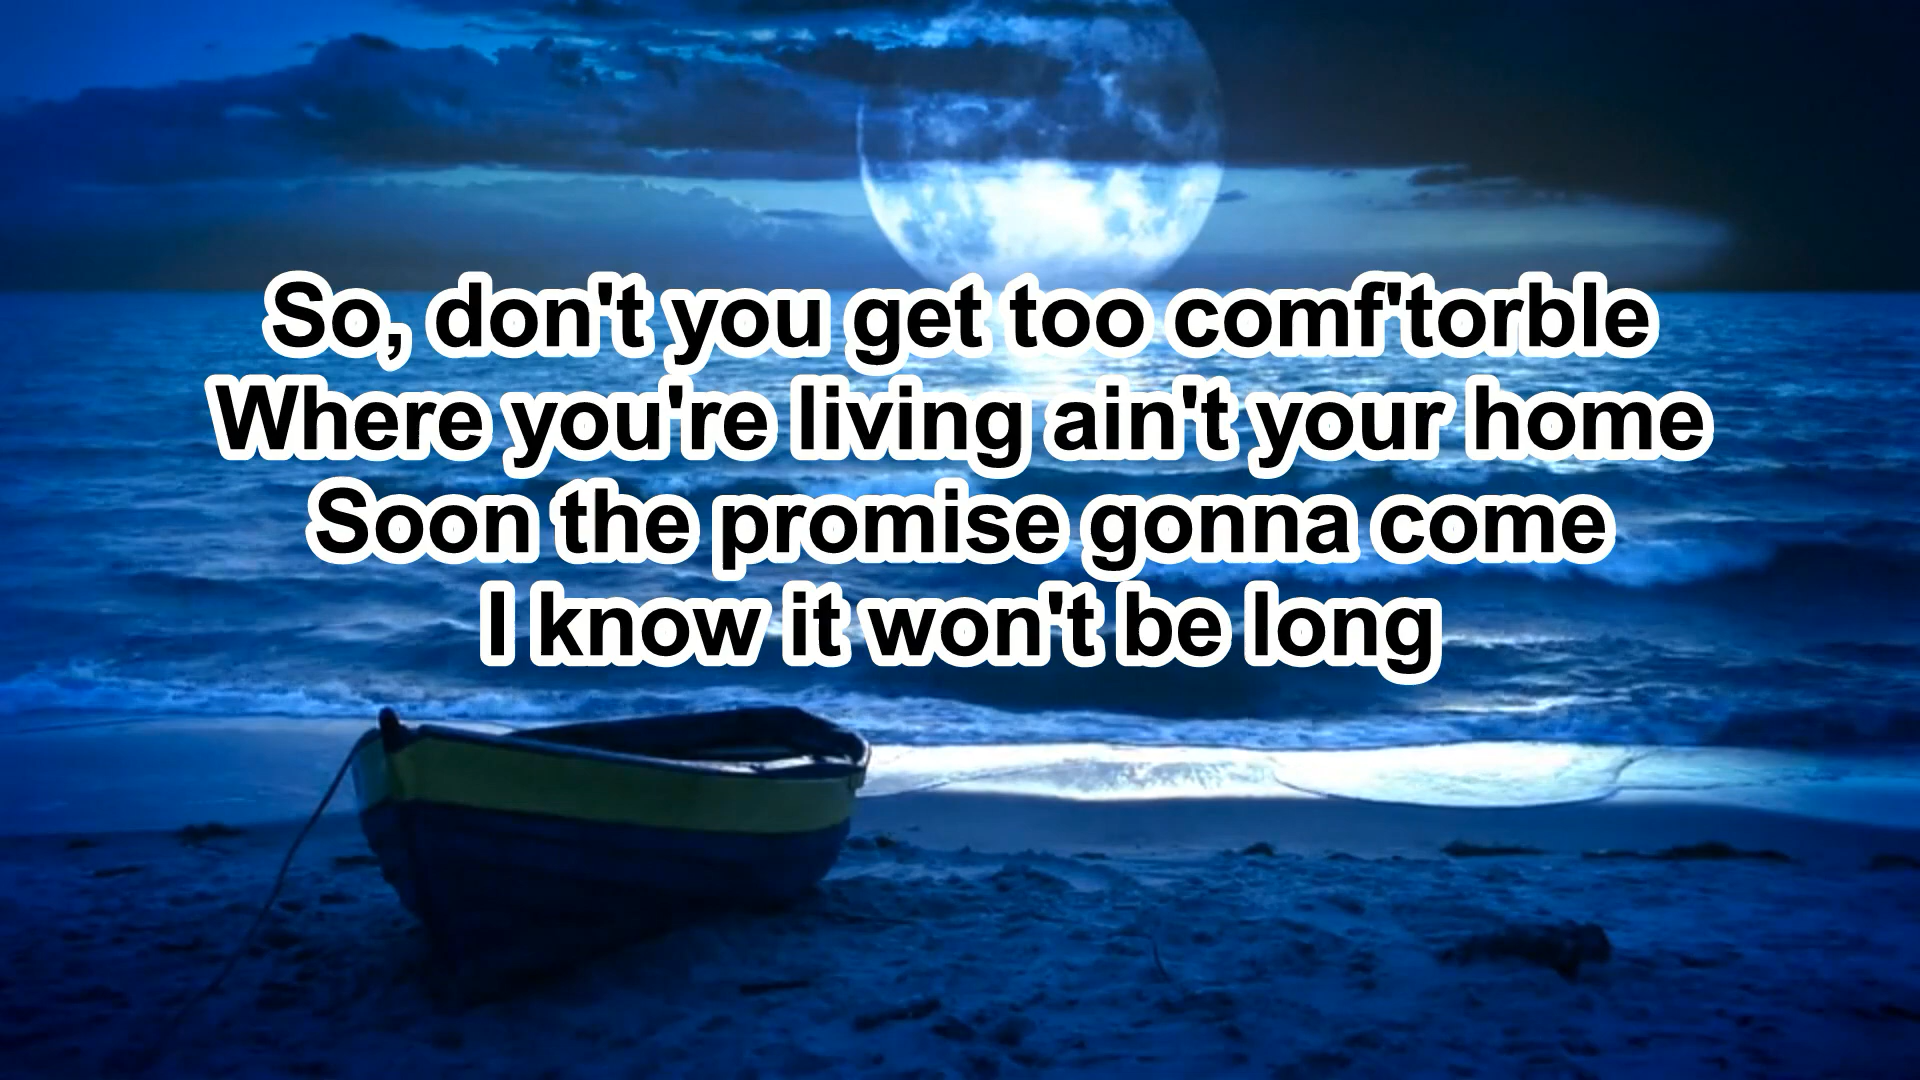 So, don't you get too comf'torble
Where you're living ain't your home
Soon the promise gonna come
I know it won't be long